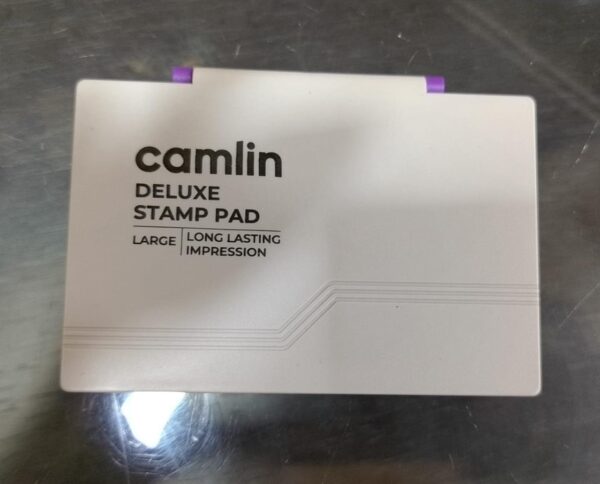 camlin
DELUXE
STAMP PAD
LARGE
LONG LASTING
IMPRESSION